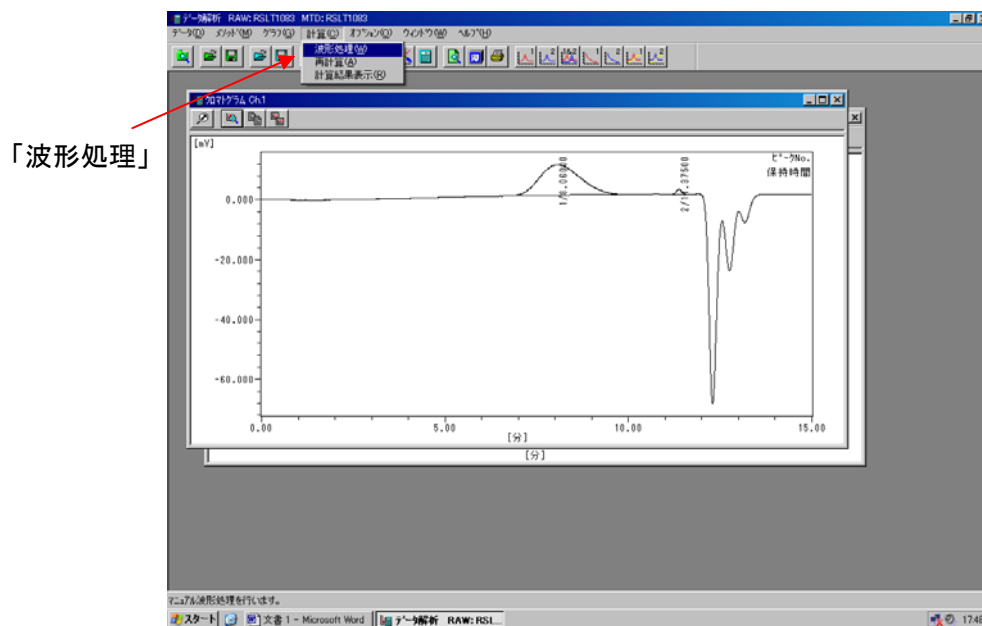 データ解析 RAW: RSLT1083 MTD: RSLT1083
データ(D) メソッド(M) グラフ(G) 計算(C) オプション(O) ウィンドウ(W) ヘルプ(H)
波形処理(W)
再計算(A)
計算結果表示(R)
「波形処理」
クロマトグラム Ch.1
[mV]
ピークNo.
保持時間
1/8.06000
0.000
-20.000
-40.000
-60.000
0.00 5.00 10.00 15.00
[分]
[分]
マニュアル波形処理を行います。
スタート 文書 1 - Microsoft Word データ解析 RAW: RSL... 17:48